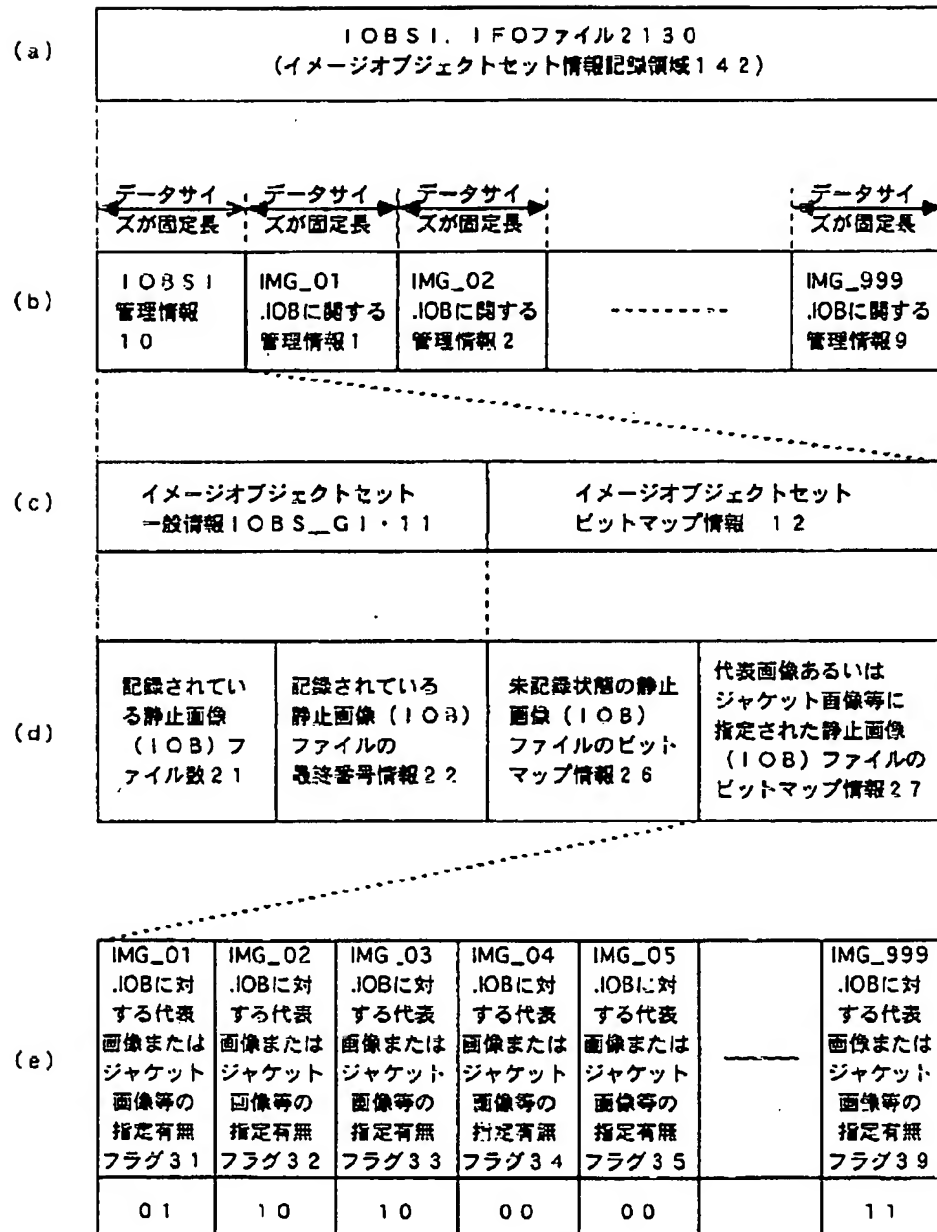 (a)
IOBSI. IFOファイル2130
(イメージオブジェクトセット情報記録領域142)
データサイ
ズが固定長
データサイ
ズが固定長
データサイ
ズが固定長
データサイ
ズが固定長
(b)
IOBSI
管理情報
10
IMG_01
.IOBに関する
管理情報1
IMG_02
.IOBに関する
管理情報2
IMG_999
.IOBに関する
管理情報9
(c)
イメージオブジェクトセット
一般情報IOBS_GI・11
イメージオブジェクトセット
ビットマップ情報 12
(d)
記録されてい
る静止画像
(IOB)フ
ァイル数21
記録されている
静止画像(IOB)
ファイルの
最終番号情報22
未記録状態の静止
画像(IOB)
ファイルのビット
マップ情報26
代表画像あるいは
ジャケット画像等に
指定された静止画像
(IOB)ファイルの
ビットマップ情報27
(e)
IMG_01
.IOBに対
する代表
画像または
ジャケット
画像等の
指定有無
フラグ31
01
IMG_02
.IOBに対
する代表
画像または
ジャケット
画像等の
指定有無
フラグ32
10
IMG_03
.IOBに対
する代表
画像または
ジャケット
画像等の
指定有無
フラグ33
10
IMG_04
.IOBに対
する代表
画像または
ジャケット
画像等の
指定有無
フラグ34
00
IMG_05
.IOBに対
する代表
画像または
ジャケット
画像等の
指定有無
フラグ35
00
IMG_999
.IOBに対
する代表
画像または
ジャケット
画像等の
指定有無
フラグ39
11